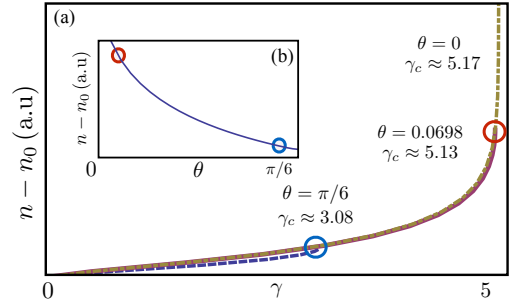 (a)
n − n₀ (a.u)
θ = 0
γc ≈ 5.17
(b)
n−n₀ (a.u)
0
θ
π/6
θ = 0.0698
γc ≈ 5.13
θ = π/6
γc ≈ 3.08
0
γ
5